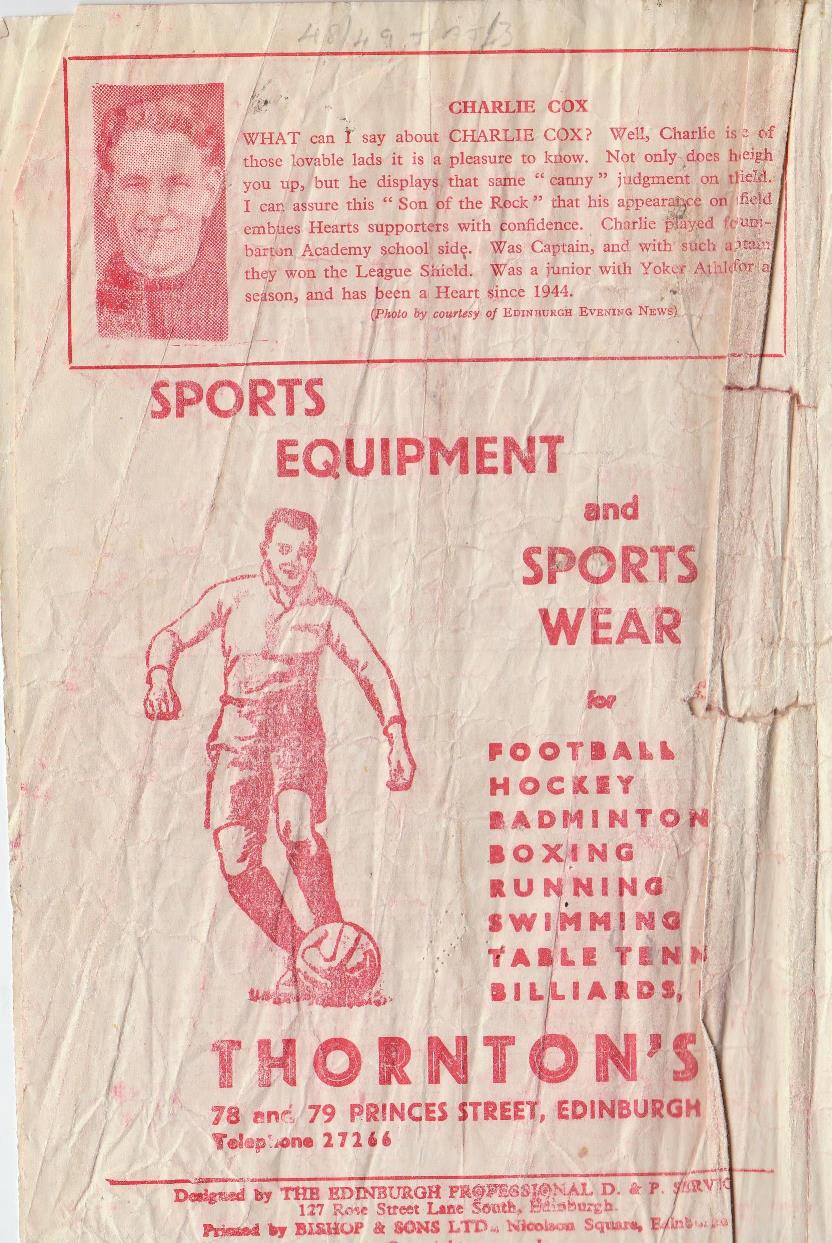 48/49
CHARLIE COX
WHAT can I say about CHARLIE COX? Well, Charlie is of
those lovable lads it is a pleasure to know. Not only does he
you up, but he displays that same "canny" judgment on
I can assure this "Son of the Rock" that his appearance on field
embues Hearts supporters with confidence. Charlie played
barton Academy school side. Was Captain, and with such
they won the League Shield. Was a junior with Yoker for a
season, and has been a Heart since 1944.
(Photo by courtesy of EDINBURGH EVENING NEWS)
SPORTS
EQUIPMENT
and
SPORTS
WEAR
for
FOOTBALL
HOCKEY
BADMINTON
BOXING
RUNNING
SWIMMING
TABLE TENN
BILLIARDS,
THORNTON'S
78 and 79 PRINCES STREET, EDINBURGH
Telephone 27266
Designed by THE EDINBURGH PROFESSIONAL D. & P. SERVIC
127 Rose Street Lane South, Edinburgh.
Printed by BISHOP & SONS LTD., Nicolson Square, Edinburgh